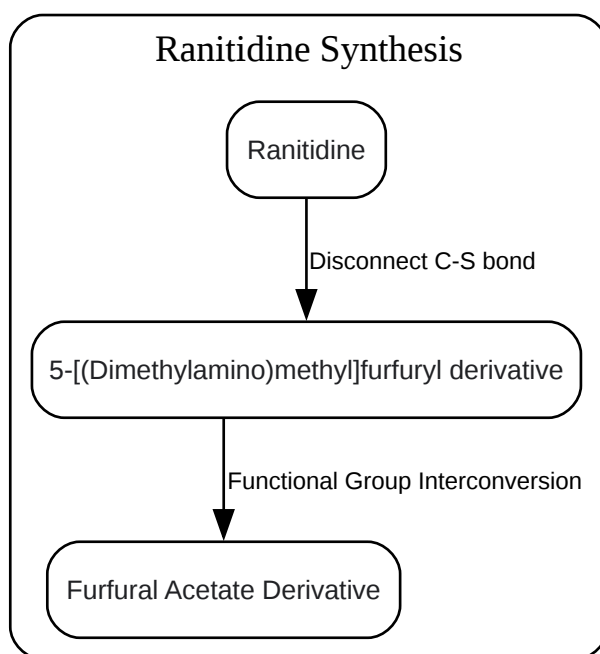 Ranitidine Synthesis
Ranitidine
Disconnect C-S bond
5-[(Dimethylamino)methyl]furfuryl derivative
Functional Group Interconversion
Furfural Acetate Derivative